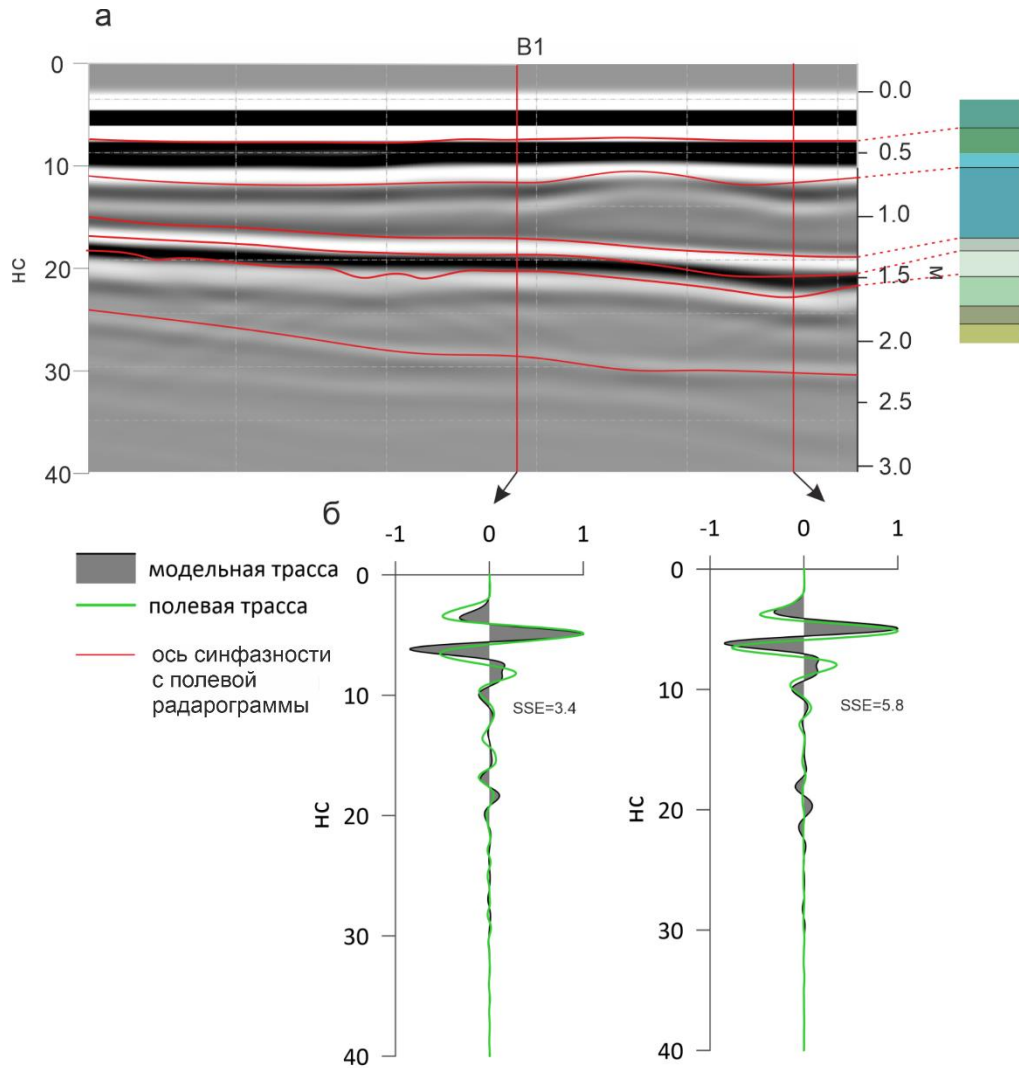 а
B1
0
10
20
30
40
нс
0.0
0.5
1.0
1.5
2.0
2.5
3.0
м
б
модельная трасса
полевая трасса
ось синфазности
с полевой
радарограммы
-1 0 1
0
10
20
30
40
нс
SSE=3.4
-1 0 1
0
10
20
30
40
нс
SSE=5.8